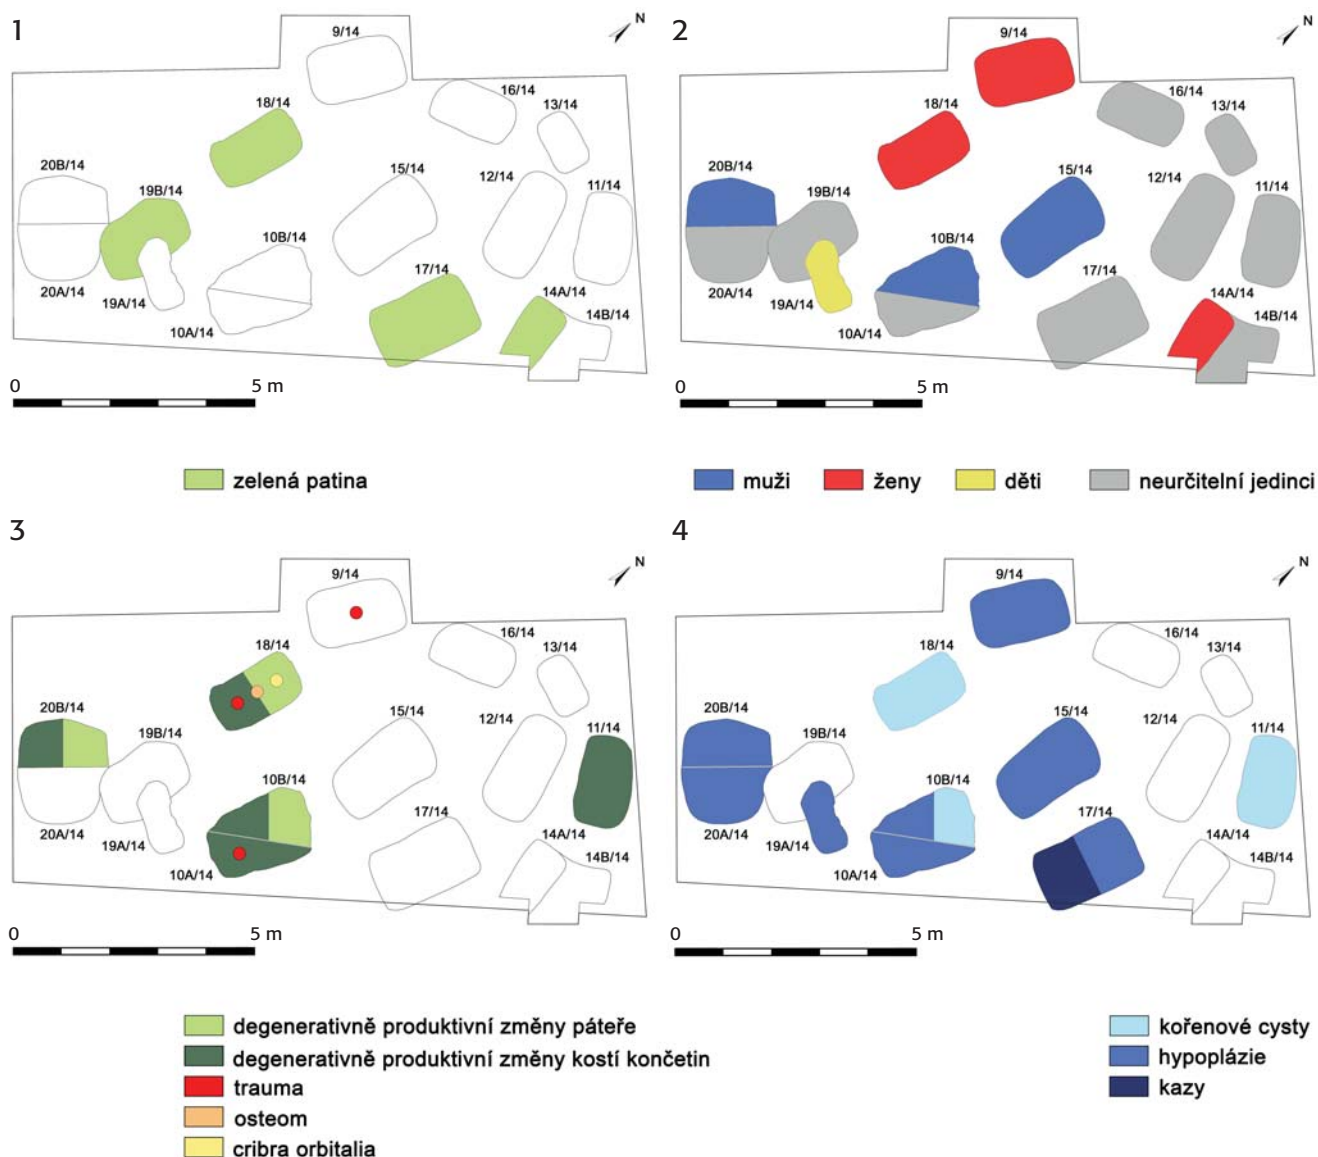 1
N
9/14
16/14
13/14
18/14
20B/14
19B/14
15/14
12/14
11/14
10B/14
20A/14
19A/14
10A/14
17/14
14A/14
14B/14
0 5 m
zelená patina
2
N
9/14
16/14
13/14
18/14
20B/14
19B/14
15/14
12/14
11/14
10B/14
20A/14
19A/14
10A/14
17/14
14A/14
14B/14
0 5 m
muži ženy děti neurčitelní jedinci
3
N
9/14
16/14
13/14
18/14
20B/14
19B/14
15/14
12/14
11/14
10B/14
20A/14
19A/14
10A/14
17/14
14A/14
14B/14
0 5 m
degenerativně produktivní změny páteře
degenerativně produktivní změny kostí končetin
trauma
osteom
cribra orbitalia
4
N
9/14
16/14
13/14
18/14
20B/14
19B/14
15/14
12/14
11/14
10B/14
20A/14
19A/14
10A/14
17/14
14A/14
14B/14
0 5 m
kořenové cysty
hypoplázie
kazy